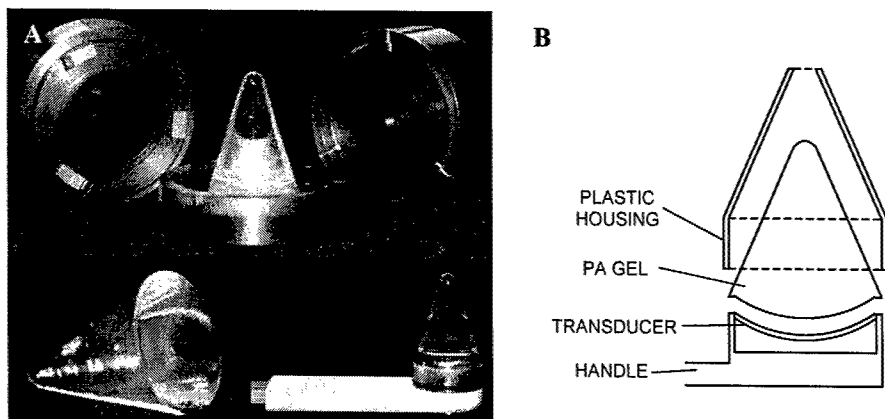 A
B
PLASTIC
HOUSING
PA GEL
TRANSDUCER
HANDLE